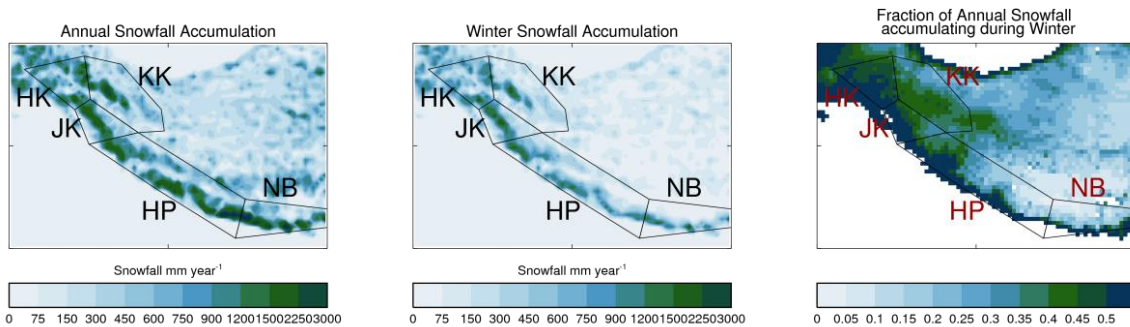 Annual Snowfall Accumulation
KK
HK
JK
NB
HP
Snowfall mm year-1
0 75 150 300 450 600 750 900 1200 1500 2250 3000
Winter Snowfall Accumulation
KK
HK
JK
NB
HP
Snowfall mm year-1
0 75 150 300 450 600 750 900 1200 1500 2250 3000
Fraction of Annual Snowfall
accumulating during Winter
KK
HK
JK
NB
HP
0 0.05 0.1 0.15 0.2 0.25 0.3 0.35 0.4 0.45 0.5